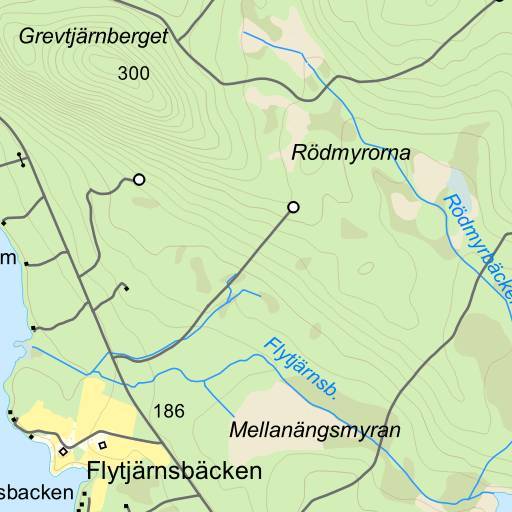 Grevtjärnberget
300
Rödmyrorna
Rödmyrbäcken
m
Flytjärnsb.
186
Mellanängsmyran
Flytjärnsbäcken
sbacken